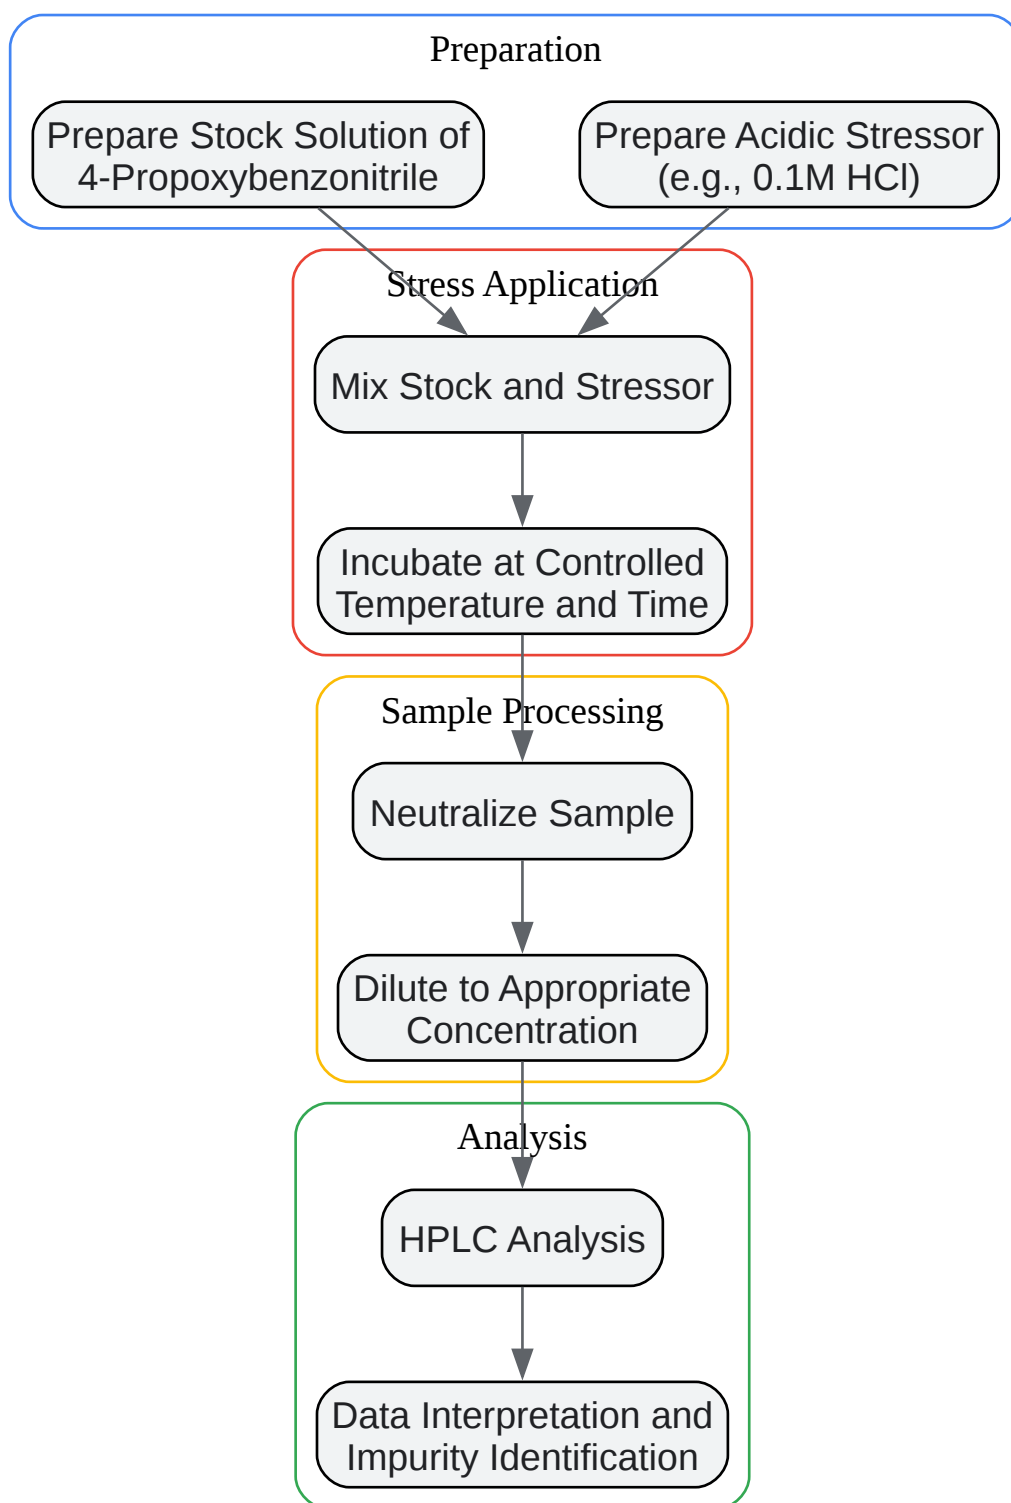 Preparation
Prepare Stock Solution of
4-Propoxybenzonitrile
Prepare Acidic Stressor
(e.g., 0.1M HCl)
Stress Application
Mix Stock and Stressor
Incubate at Controlled
Temperature and Time
Sample Processing
Neutralize Sample
Dilute to Appropriate
Concentration
Analysis
HPLC Analysis
Data Interpretation and
Impurity Identification